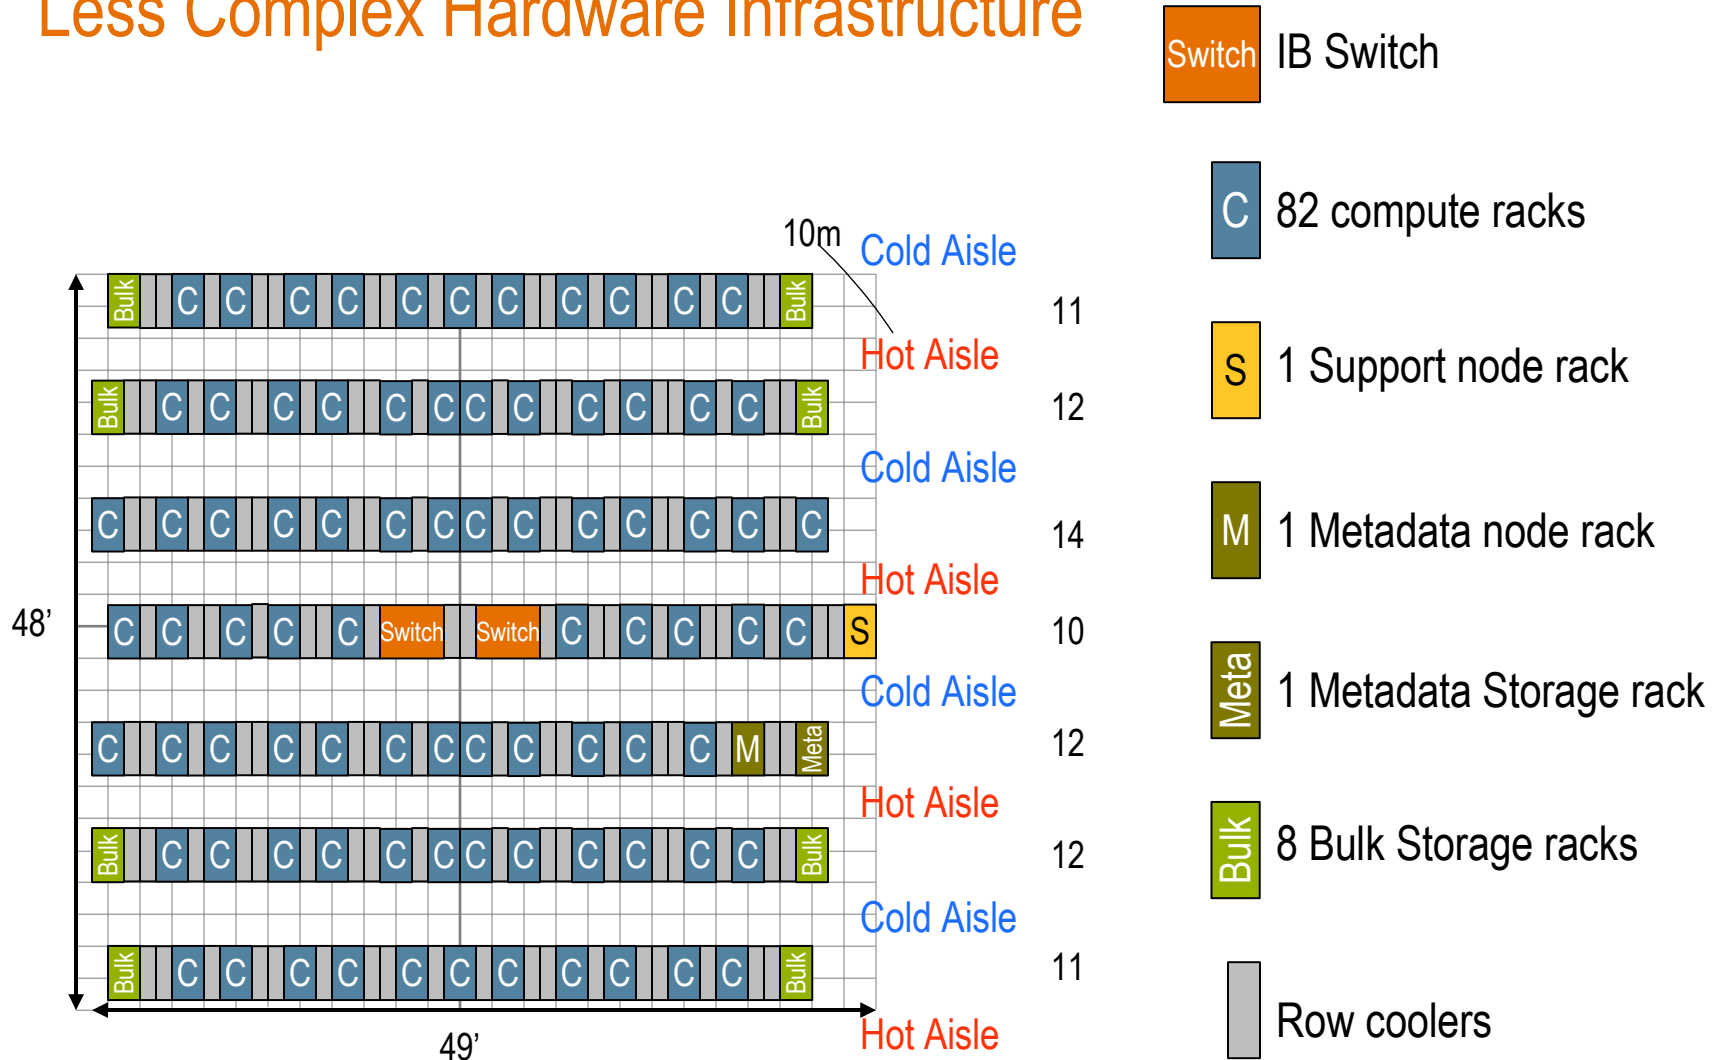 Less Complex Hardware Infrastructure
Switch IB Switch
C 82 compute racks
10m Cold Aisle
Bulk C C C C C C C C C C C Bulk 11
Hot Aisle
S 1 Support node rack
Bulk C C C C C C C C C C C C Bulk 12
Cold Aisle
M 1 Metadata node rack
C C C C C C C C C C C C C C 14
Hot Aisle
48’ C C C C C Switch Switch C C C C C S 10
Cold Aisle
Meta 1 Metadata Storage rack
C C C C C C C C C C C C M Meta 12
Hot Aisle
Bulk 8 Bulk Storage racks
Bulk C C C C C C C C C C C C Bulk 12
Cold Aisle
Bulk C C C C C C C C C C C Bulk 11
Row coolers
Hot Aisle
49’